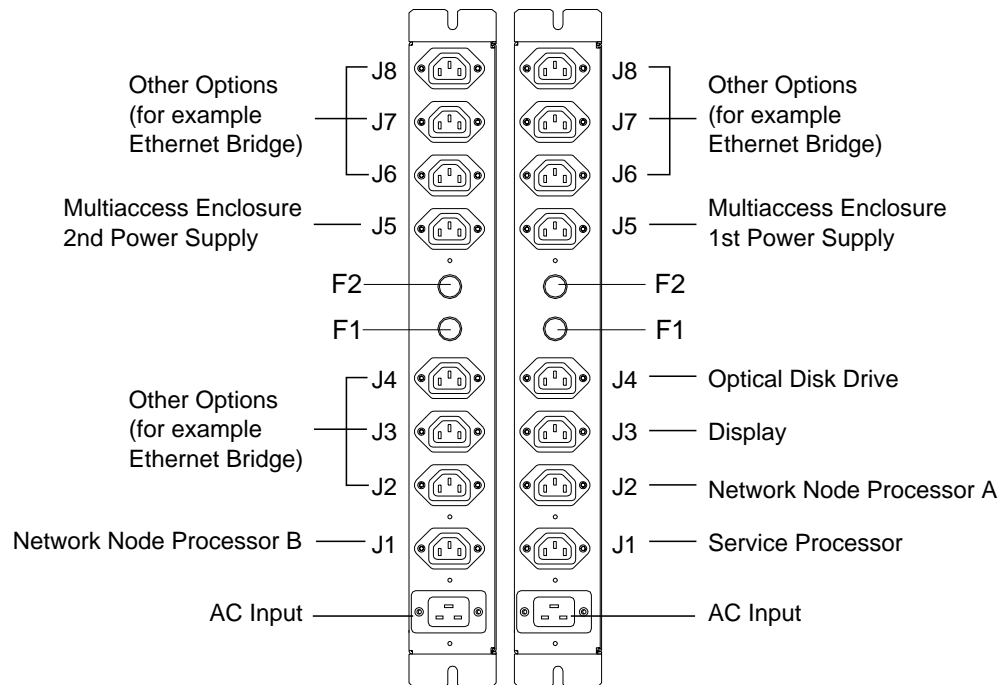 J8
J7
J6
Other Options
(for example
Ethernet Bridge)
J5
Multiaccess Enclosure
2nd Power Supply
F2
F1
J4
J3
J2
Other Options
(for example
Ethernet Bridge)
J1
Network Node Processor B
AC Input
J8
J7
J6
Other Options
(for example
Ethernet Bridge)
J5
Multiaccess Enclosure
1st Power Supply
F2
F1
J4
Optical Disk Drive
J3
Display
J2
Network Node Processor A
J1
Service Processor
AC Input